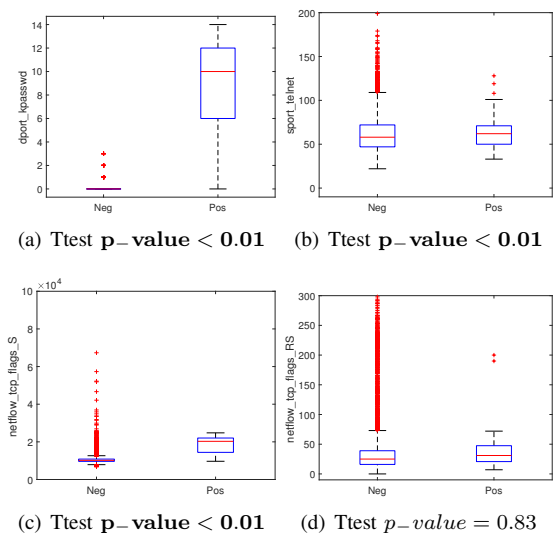 14
12
10
8
6
4
2
0
dport_kpasswd
Neg Pos
(a) Ttest p_value < 0.01
200
150
100
50
0
sport_telnet
Neg Pos
(b) Ttest p_value < 0.01
×10⁴
10
8
6
4
2
0
netflow_tcp_flags_S
Neg Pos
(c) Ttest p_value < 0.01
300
250
200
150
100
50
0
netflow_tcp_flags_RS
Neg Pos
(d) Ttest p_value = 0.83